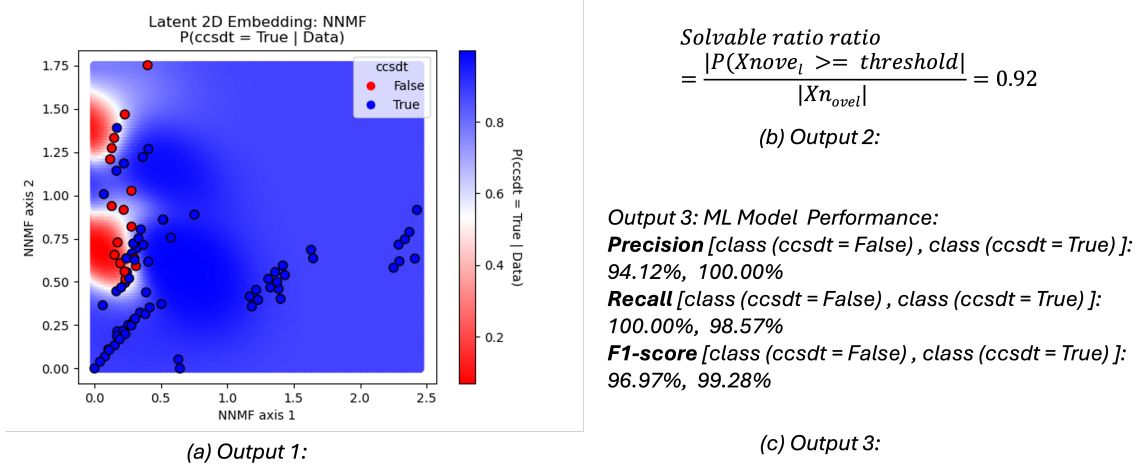 Latent 2D Embedding: NNMF
P(ccsdt = True | Data)
ccsdt
False
True
1.75
1.50
1.25
1.00
0.75
0.50
0.25
0.00
NNMF axis 2
0.0
0.5
1.0
1.5
2.0
2.5
NNMF axis 1
0.8
0.6
0.4
0.2
P(ccsdt = True | Data)
(a) Output 1:
Solvable ratio ratio
= |P(Xnove_l >= threshold| / |Xn_ovel| = 0.92
(b) Output 2:
Output 3: ML Model Performance:
Precision [class (ccsdt = False) , class (ccsdt = True) ]:
94.12%, 100.00%
Recall [class (ccsdt = False) , class (ccsdt = True) ]:
100.00%, 98.57%
F1-score [class (ccsdt = False) , class (ccsdt = True) ]:
96.97%, 99.28%
(c) Output 3: